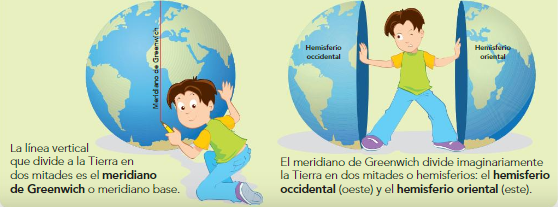 Meridiano de Greenwich
La línea vertical
que divide a la Tierra en
dos mitades es el meridiano
de Greenwich o meridiano base.
Hemisferio
occidental
Hemisferio
oriental
El meridiano de Greenwich divide imaginariamente
la Tierra en dos mitades o hemisferios: el hemisferio
occidental (oeste) y el hemisferio oriental (este).